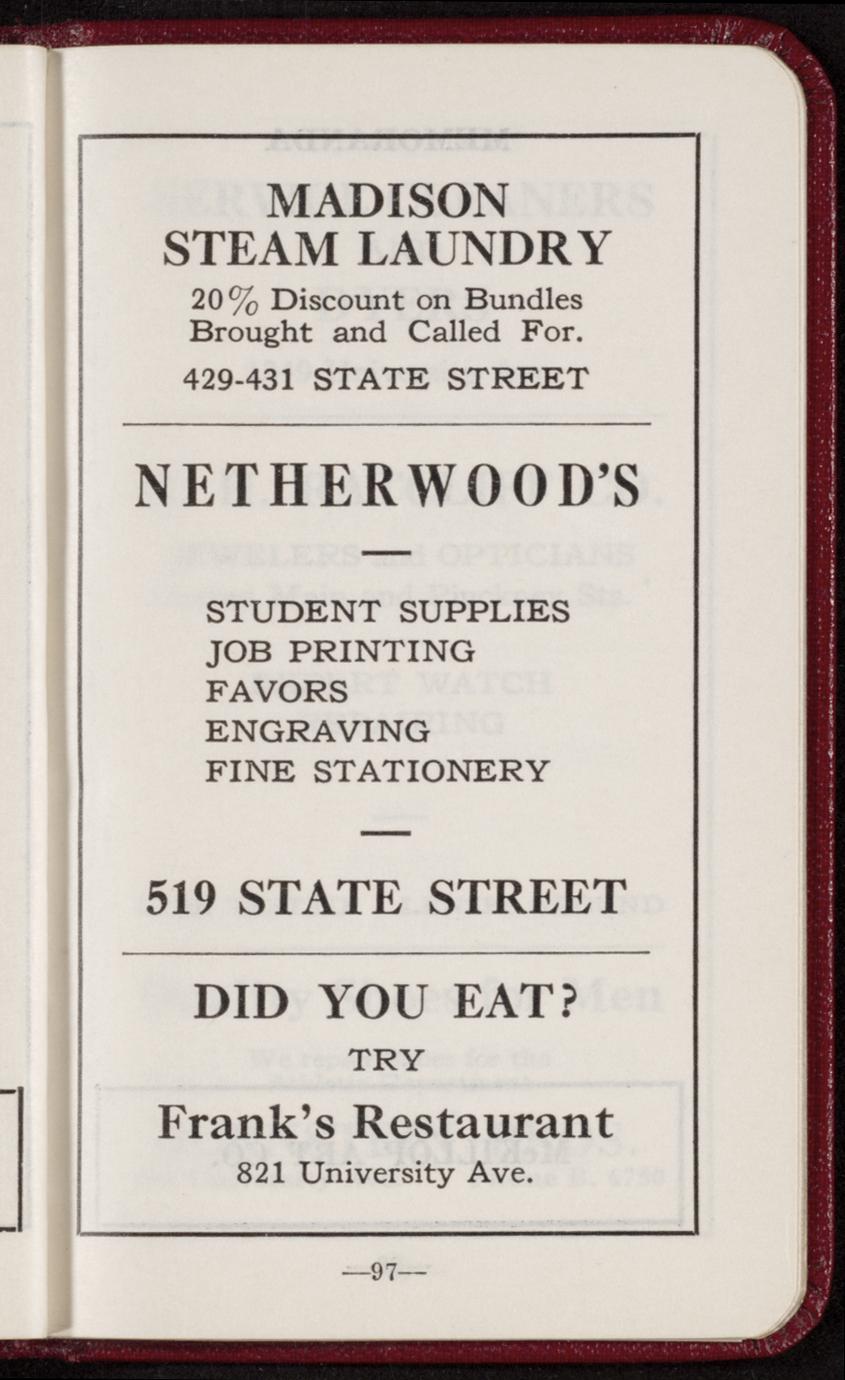 MADISON
STEAM LAUNDRY
20% Discount on Bundles
Brought and Called For.
429-431 STATE STREET
NETHERWOOD'S
STUDENT SUPPLIES
JOB PRINTING
FAVORS
ENGRAVING
FINE STATIONERY
519 STATE STREET
DID YOU EAT?
TRY
Frank's Restaurant
821 University Ave.
—97—